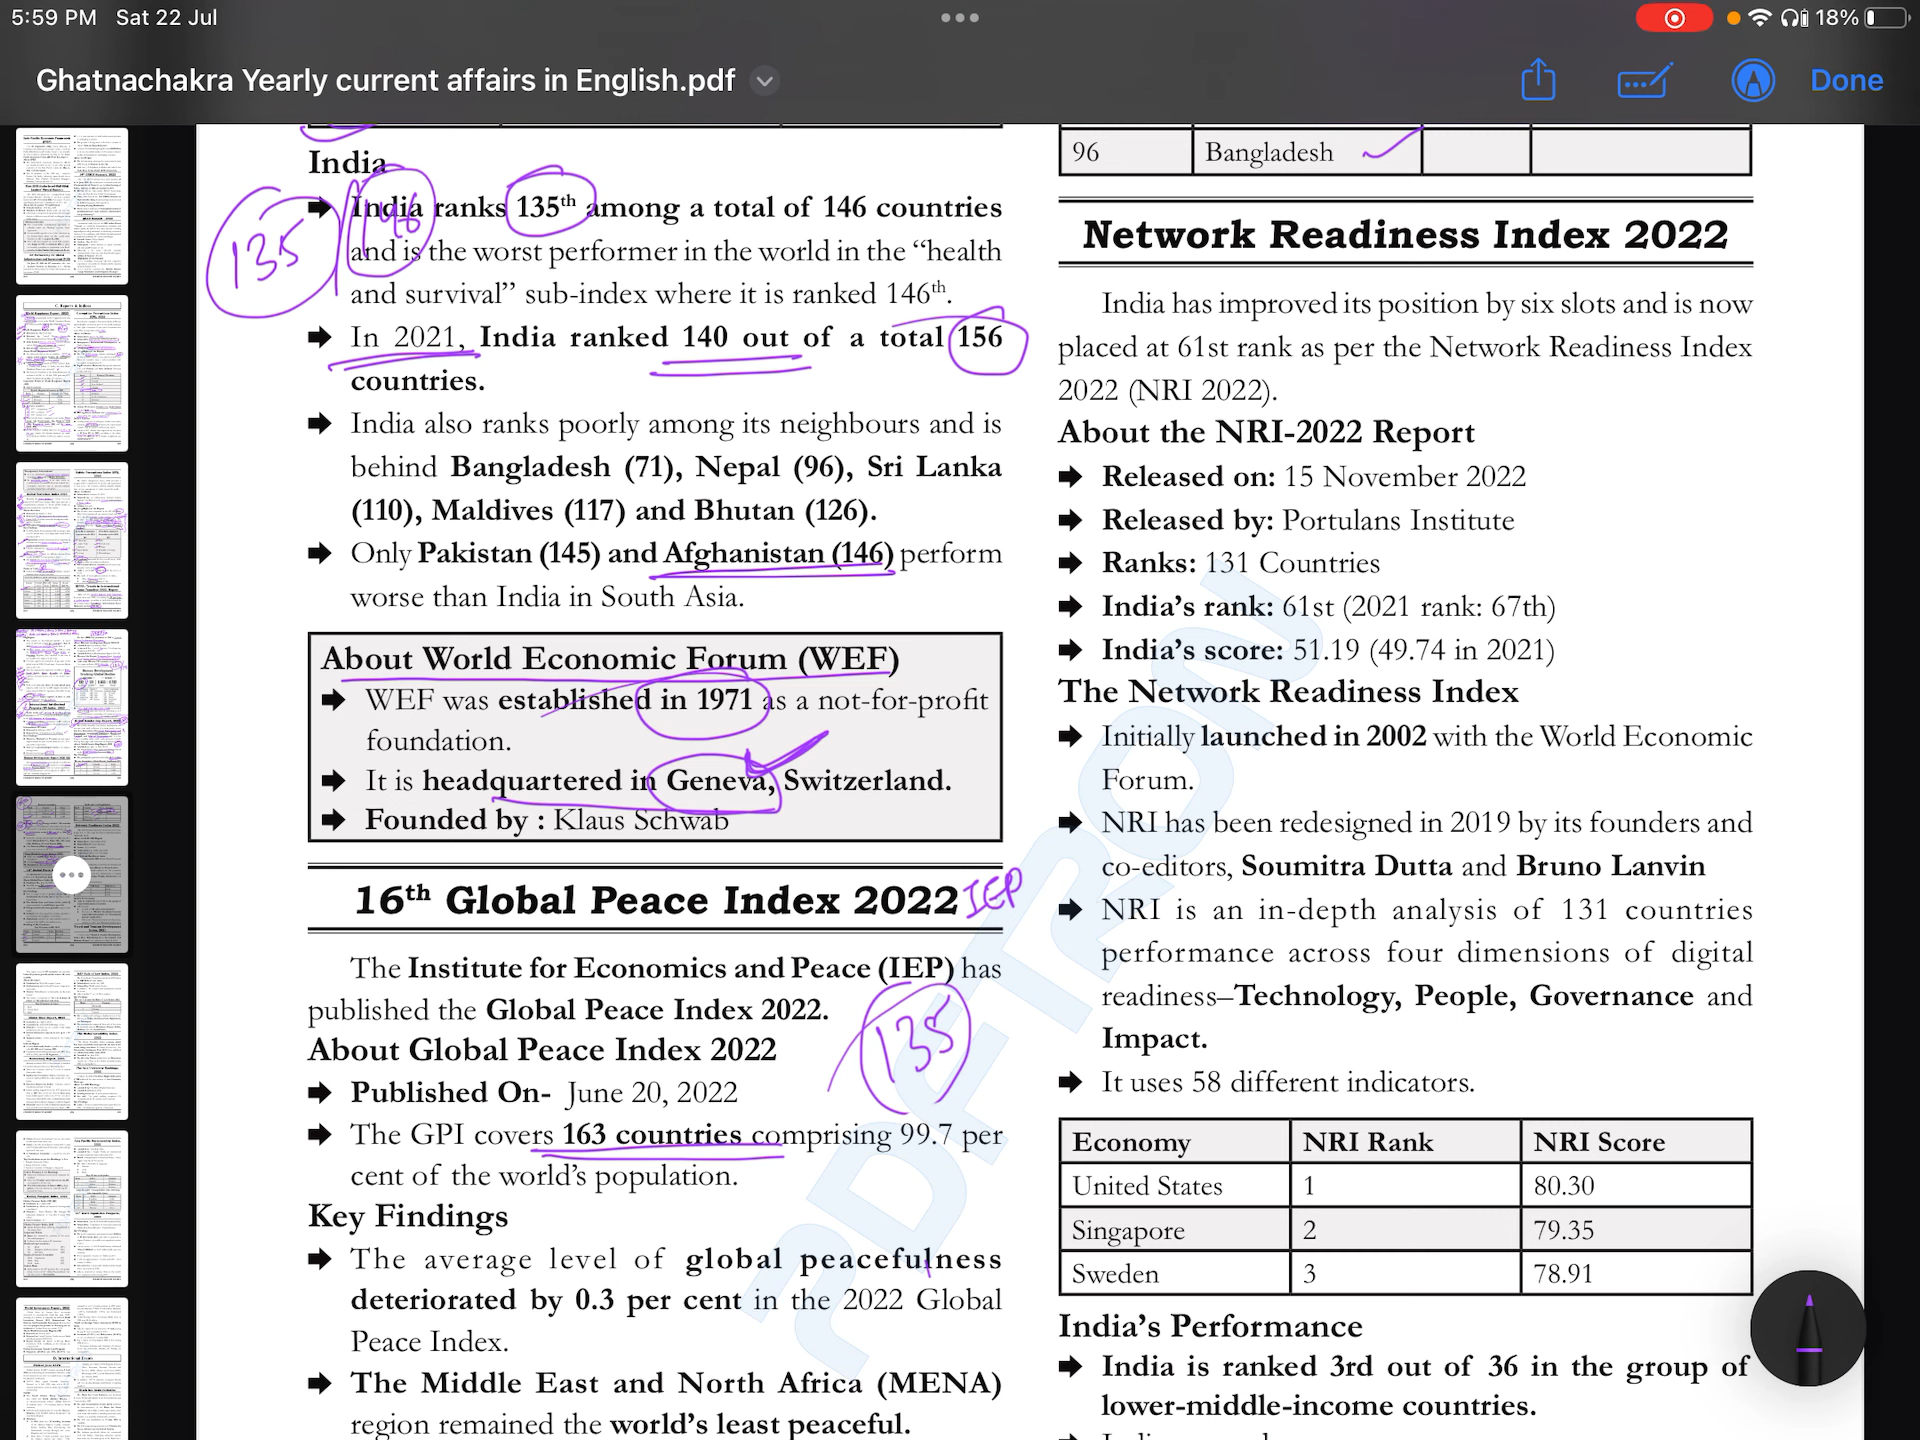 5:59 PM Sat 22 Jul
18%
Ghatnachakra Yearly current affairs in English.pdf
Done
India
India ranks 135th among a total of 146 countries
and is the worst performer in the world in the “health
and survival” sub-index where it is ranked 146th.
In 2021, India ranked 140 out of a total 156
countries.
India also ranks poorly among its neighbours and is
behind Bangladesh (71), Nepal (96), Sri Lanka
(110), Maldives (117) and Bhutan (126).
Only Pakistan (145) and Afghanistan (146) perform
worse than India in South Asia.
135
146
About World Economic Forum (WEF)
WEF was established in 1971 as a not-for-profit
foundation.
It is headquartered in Geneva, Switzerland.
Founded by : Klaus Schwab
16th Global Peace Index 2022
IEP
The Institute for Economics and Peace (IEP) has
published the Global Peace Index 2022.
135
About Global Peace Index 2022
Published On- June 20, 2022
The GPI covers 163 countries comprising 99.7 per
cent of the world’s population.
Key Findings
The average level of global peacefulness
deteriorated by 0.3 per cent in the 2022 Global
Peace Index.
The Middle East and North Africa (MENA)
region remained the world’s least peaceful.
96 Bangladesh
Network Readiness Index 2022
India has improved its position by six slots and is now
placed at 61st rank as per the Network Readiness Index
2022 (NRI 2022).
About the NRI-2022 Report
Released on: 15 November 2022
Released by: Portulans Institute
Ranks: 131 Countries
India’s rank: 61st (2021 rank: 67th)
India’s score: 51.19 (49.74 in 2021)
The Network Readiness Index
Initially launched in 2002 with the World Economic
Forum.
NRI has been redesigned in 2019 by its founders and
co-editors, Soumitra Dutta and Bruno Lanvin
NRI is an in-depth analysis of 131 countries
performance across four dimensions of digital
readiness–Technology, People, Governance and
Impact.
It uses 58 different indicators.
Economy NRI Rank NRI Score
United States 1 80.30
Singapore 2 79.35
Sweden 3 78.91
India’s Performance
India is ranked 3rd out of 36 in the group of
lower-middle-income countries.
PDFTRON